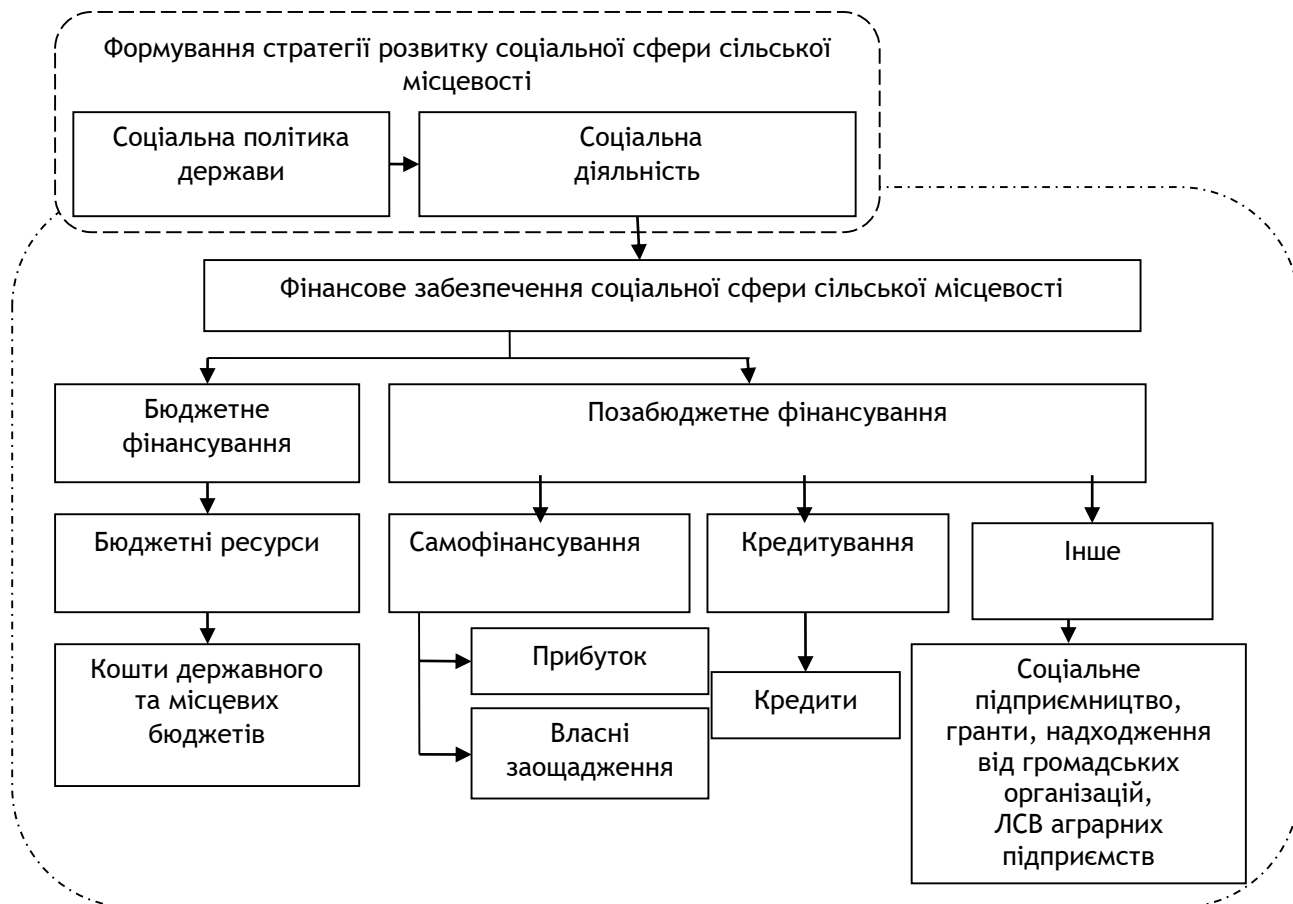 Формування стратегії розвитку соціальної сфери сільської
місцевості
Соціальна політика
держави
Соціальна
діяльність
Фінансове забезпечення соціальної сфери сільської місцевості
Бюджетне
фінансування
Позабюджетне фінансування
Бюджетні ресурси
Самофінансування
Кредитування
Інше
Кошти державного
та місцевих
бюджетів
Прибуток
Власні
заощадження
Кредити
Соціальне
підприємництво,
гранти, надходження
від громадських
організацій,
ЛСВ аграрних
підприємств